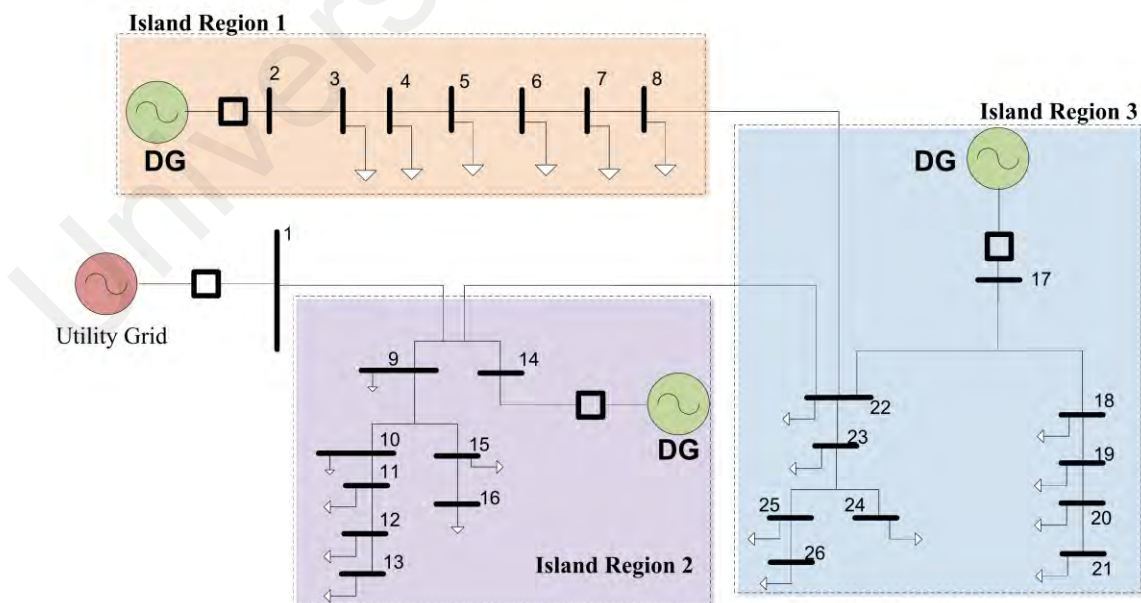 Island Region 1
2 3 4 5 6 7 8
DG
Island Region 3
DG
17
1
Utility Grid
9 14
DG
10 15
11
16
12
13
Island Region 2
22 18
23
19
25 24 20
26 21
Univers